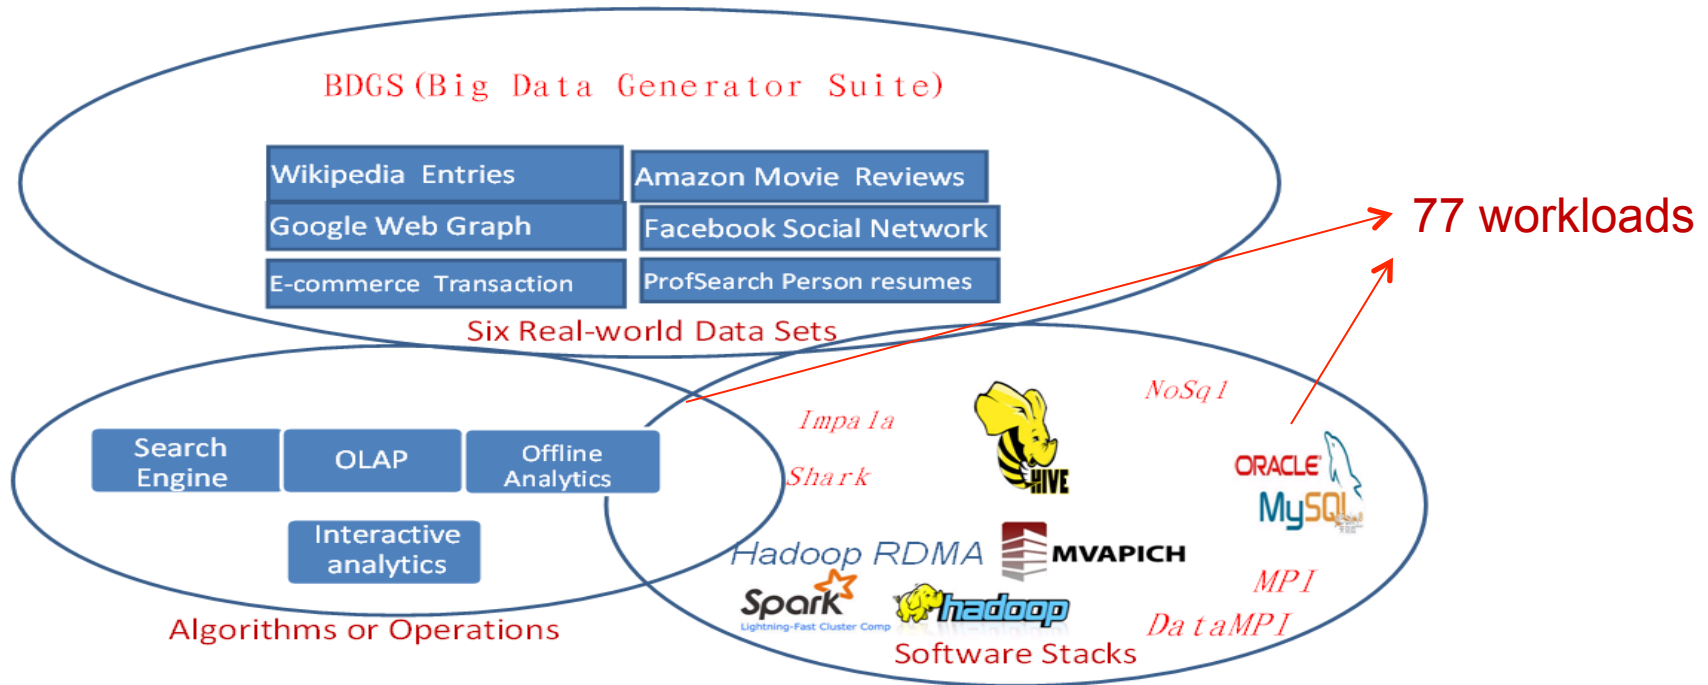 BDGS(Big Data Generator Suite)
Wikipedia Entries
Amazon Movie Reviews
Google Web Graph
Facebook Social Network
E-commerce Transaction
ProfSearch Person resumes
Six Real-world Data Sets
77 workloads
Search
Engine
OLAP
Offline
Analytics
Interactive
analytics
Algorithms or Operations
Impala
Shark
HIVE
NoSql
ORACLE
MySQL
Hadoop RDMA
MVAPICH
Spark
Lightning-Fast Cluster Comp
hadoop
MPI
DataMPI
Software Stacks